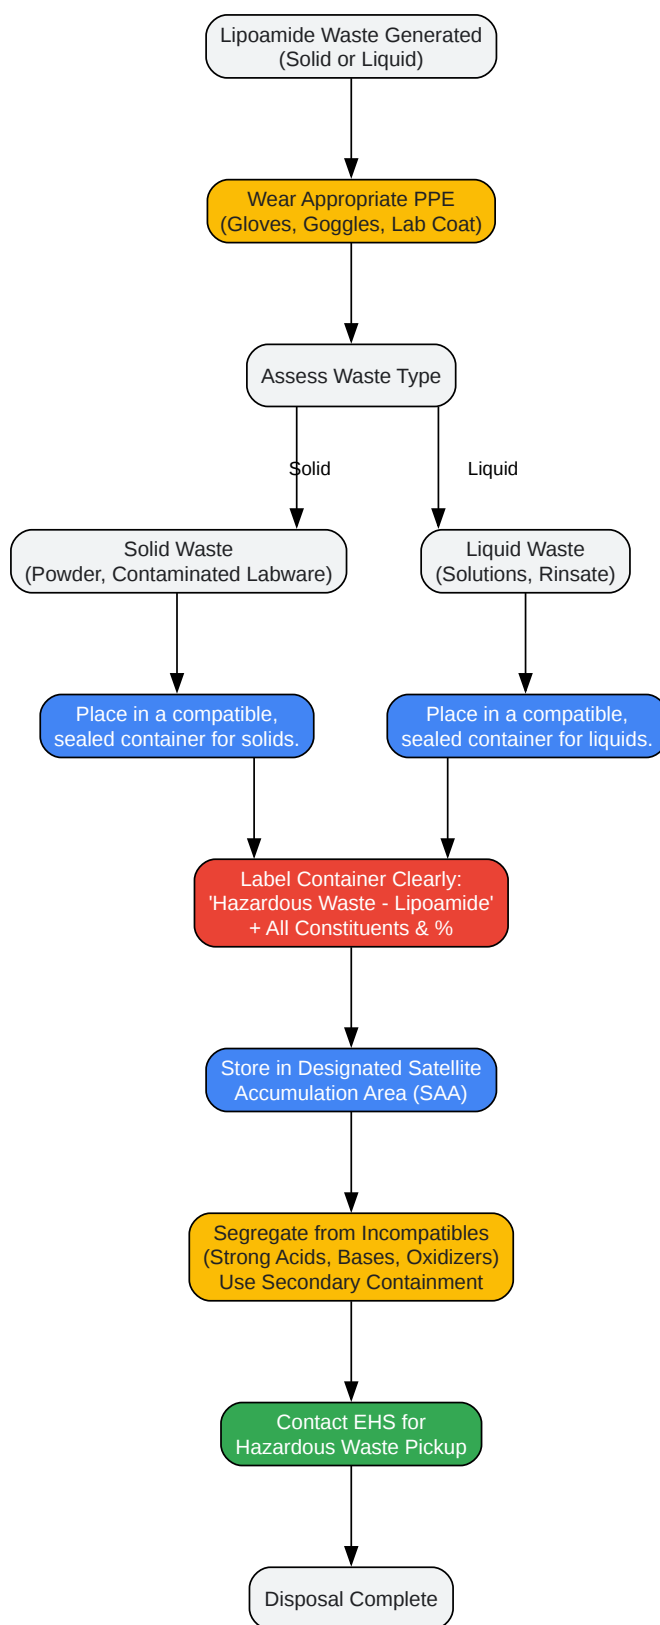 Lipoamide Waste Generated
(Solid or Liquid)
Wear Appropriate PPE
(Gloves, Goggles, Lab Coat)
Assess Waste Type
Solid
Liquid
Solid Waste
(Powder, Contaminated Labware)
Liquid Waste
(Solutions, Rinsate)
Place in a compatible,
sealed container for solids.
Place in a compatible,
sealed container for liquids.
Label Container Clearly:
'Hazardous Waste - Lipoamide'
+ All Constituents & %
Store in Designated Satellite
Accumulation Area (SAA)
Segregate from Incompatibles
(Strong Acids, Bases, Oxidizers)
Use Secondary Containment
Contact EHS for
Hazardous Waste Pickup
Disposal Complete